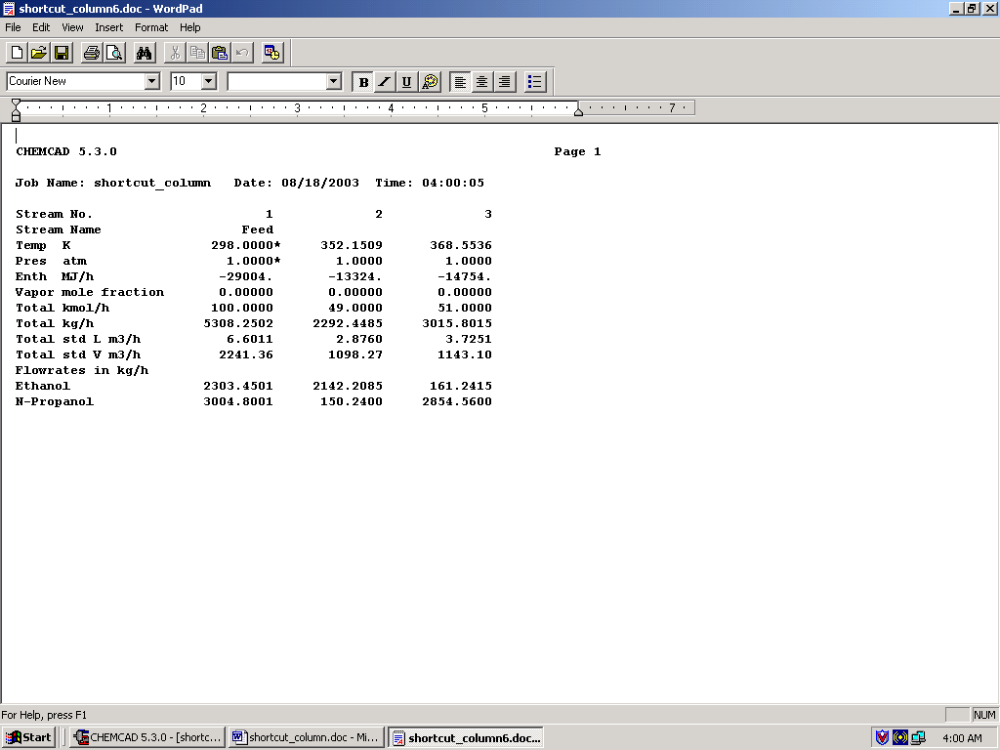 shortcut_column6.doc - WordPad
File Edit View Insert Format Help
Courier New 10 B I U
1 2 3 4 5 7
CHEMCAD 5.3.0 Page 1
Job Name: shortcut_column Date: 08/18/2003 Time: 04:00:05
Stream No. 1 2 3
Stream Name Feed
Temp K 298.0000* 352.1509 368.5536
Pres atm 1.0000* 1.0000 1.0000
Enth MJ/h -29004. -13324. -14754.
Vapor mole fraction 0.00000 0.00000 0.00000
Total kmol/h 100.0000 49.0000 51.0000
Total kg/h 5308.2502 2292.4485 3015.8015
Total std L m3/h 6.6011 2.8760 3.7251
Total std V m3/h 2241.36 1098.27 1143.10
Flowrates in kg/h
Ethanol 2303.4501 2142.2085 161.2415
N-Propanol 3004.8001 150.2400 2854.5600
For Help, press F1 NUM
Start CHEMCAD 5.3.0 - [shortc... shortcut_column.doc - Mi... shortcut_column6.doc... 4:00 AM